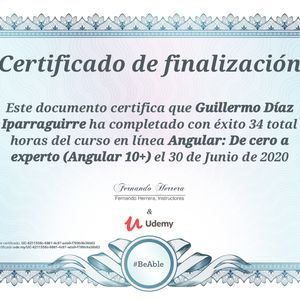 Certificado de finalización
Este documento certifica que Guillermo Díaz
Iparraguirre ha completado con éxito 34 total
horas del curso en línea Angular: De cero a
experto (Angular 10+) el 30 de Junio de 2020
Fernando Herrera
Fernando Herrera, Instructores
&
Udemy
#BeAble